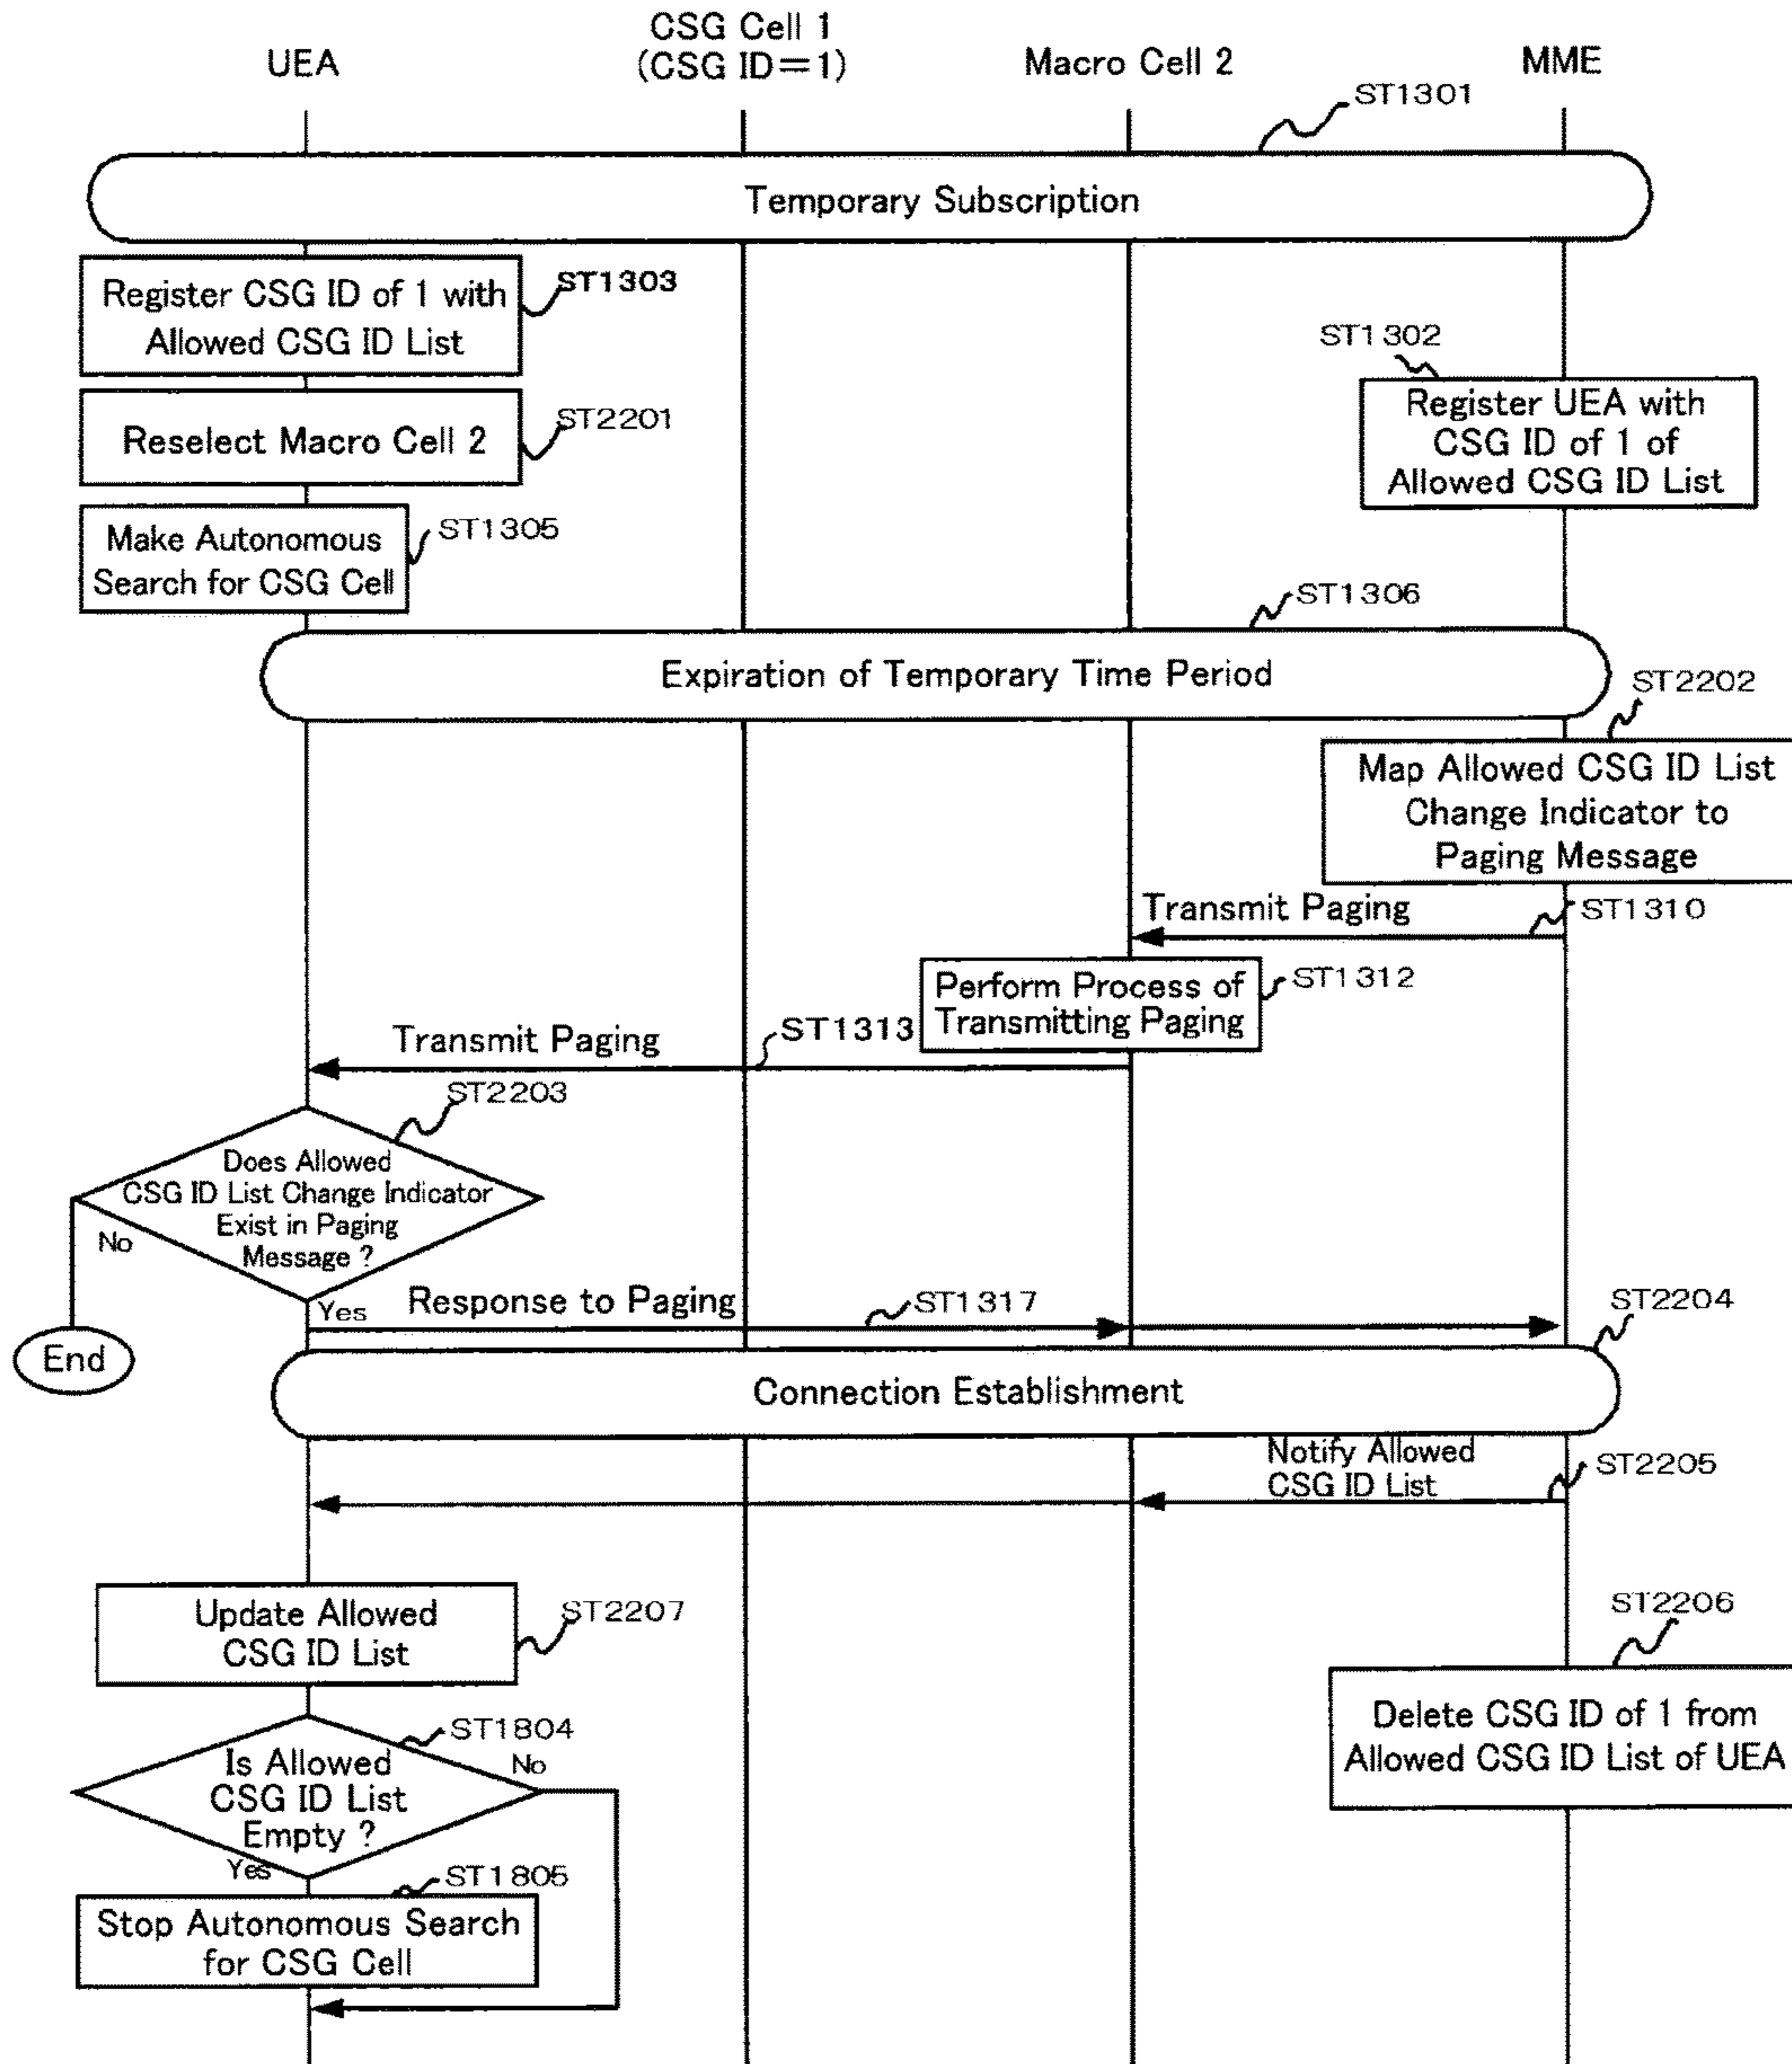 UEA
CSG Cell 1
(CSG ID=1)
Macro Cell 2
MME
ST1301
Temporary Subscription
Register CSG ID of 1 with
Allowed CSG ID List
ST1303
ST1302
Register UEA with
CSG ID of 1 of
Allowed CSG ID List
Reselect Macro Cell 2
ST2201
Make Autonomous
Search for CSG Cell
ST1305
ST1306
Expiration of Temporary Time Period
ST2202
Map Allowed CSG ID List
Change Indicator to
Paging Message
Transmit Paging
ST1310
Perform Process of
Transmitting Paging
ST1312
Transmit Paging
ST1313
ST2203
Does Allowed
CSG ID List Change Indicator
Exist in Paging
Message ?
No
Yes
End
Response to Paging
ST1317
ST2204
Connection Establishment
Notify Allowed
CSG ID List
ST2205
Update Allowed
CSG ID List
ST2207
ST2206
Delete CSG ID of 1 from
Allowed CSG ID List of UEA
ST1804
Is Allowed
CSG ID List
Empty ?
No
Yes
ST1805
Stop Autonomous Search
for CSG Cell